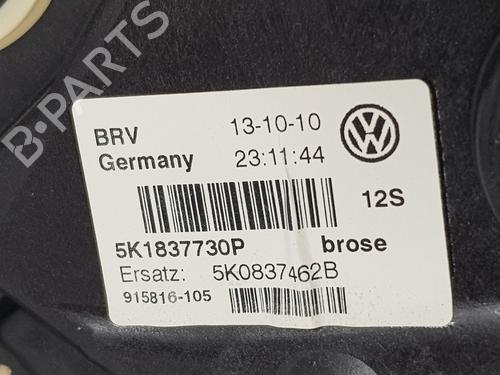 B-PARTS
BRV 13-10-10
Germany 23:11:44
12S
5K1837730P brose
Ersatz: 5K0837462B
915816-105